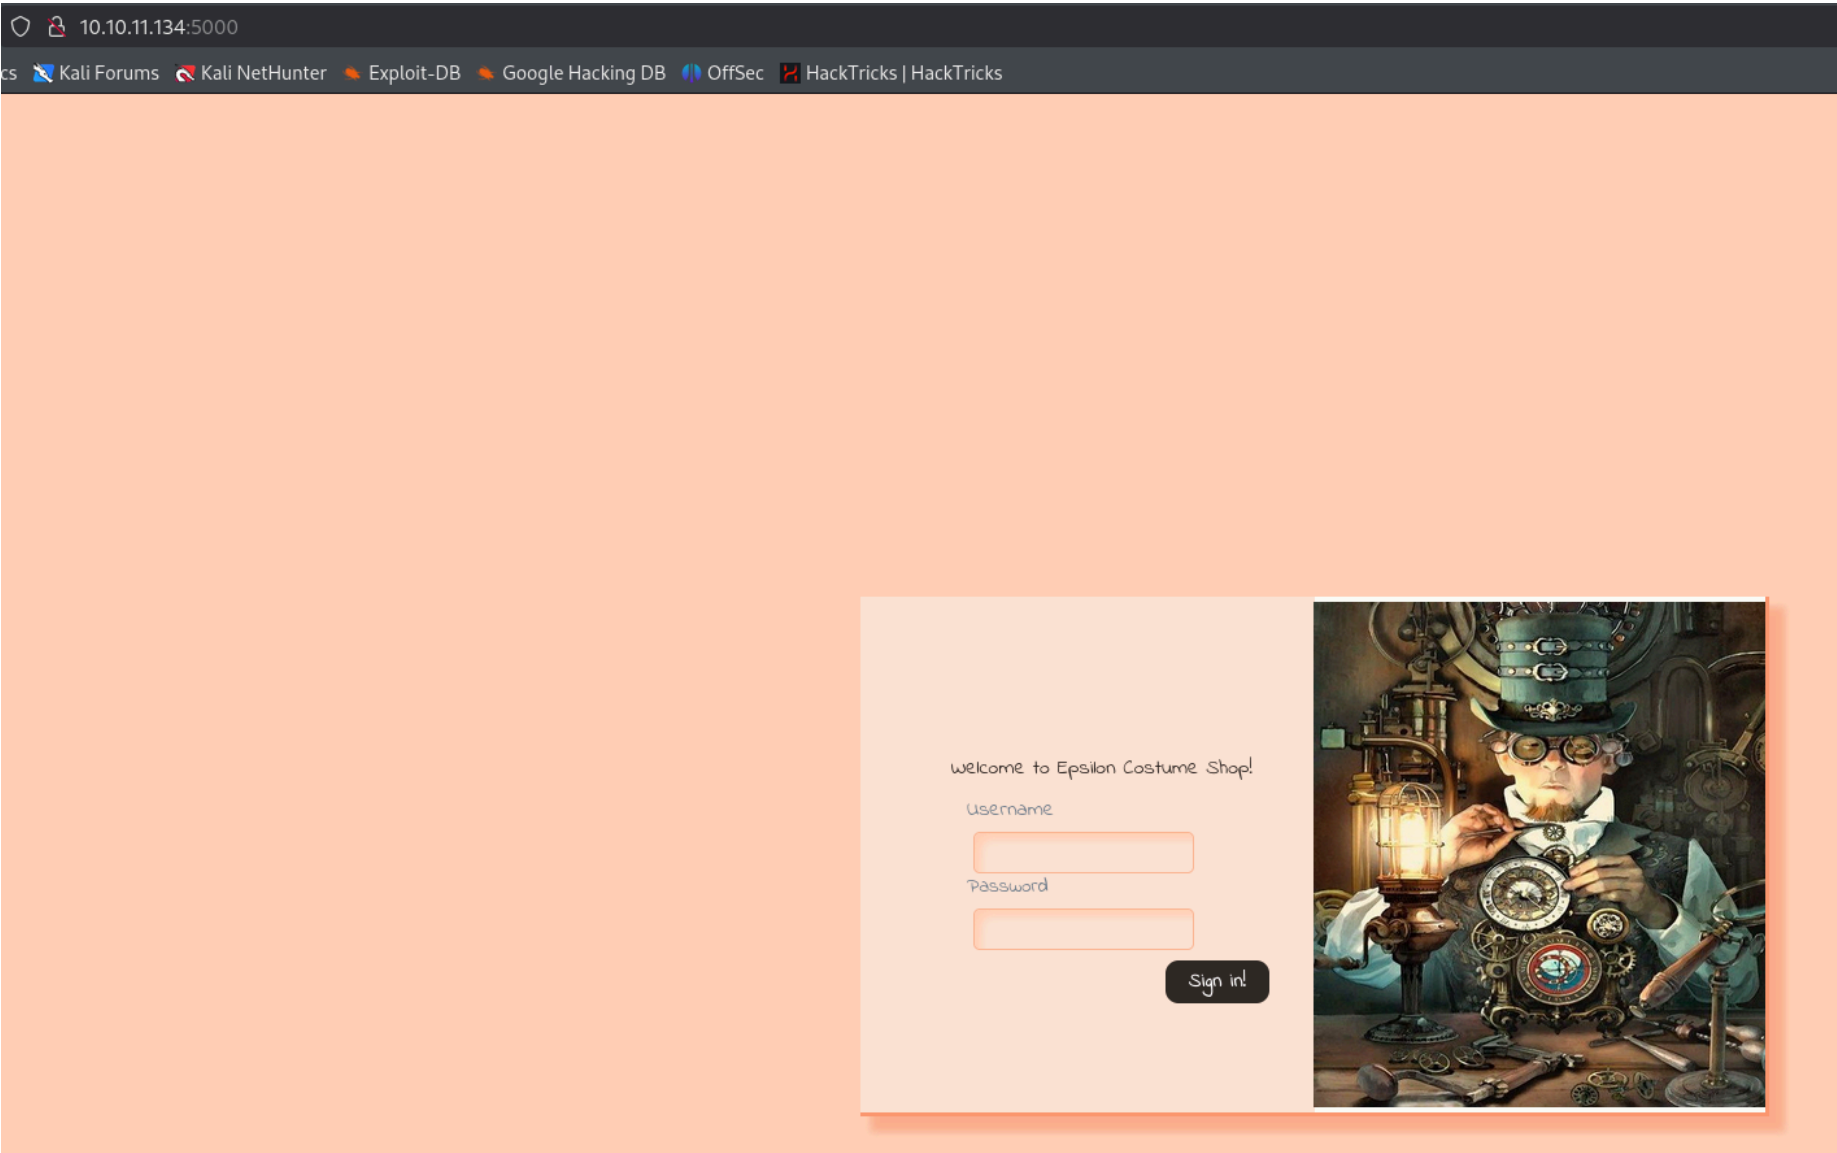 10.10.11.134:5000
cs Kali Forums Kali NetHunter Exploit-DB Google Hacking DB OffSec HackTricks | HackTricks
Welcome to Epsilon Costume Shop!
Username
Password
Sign in!